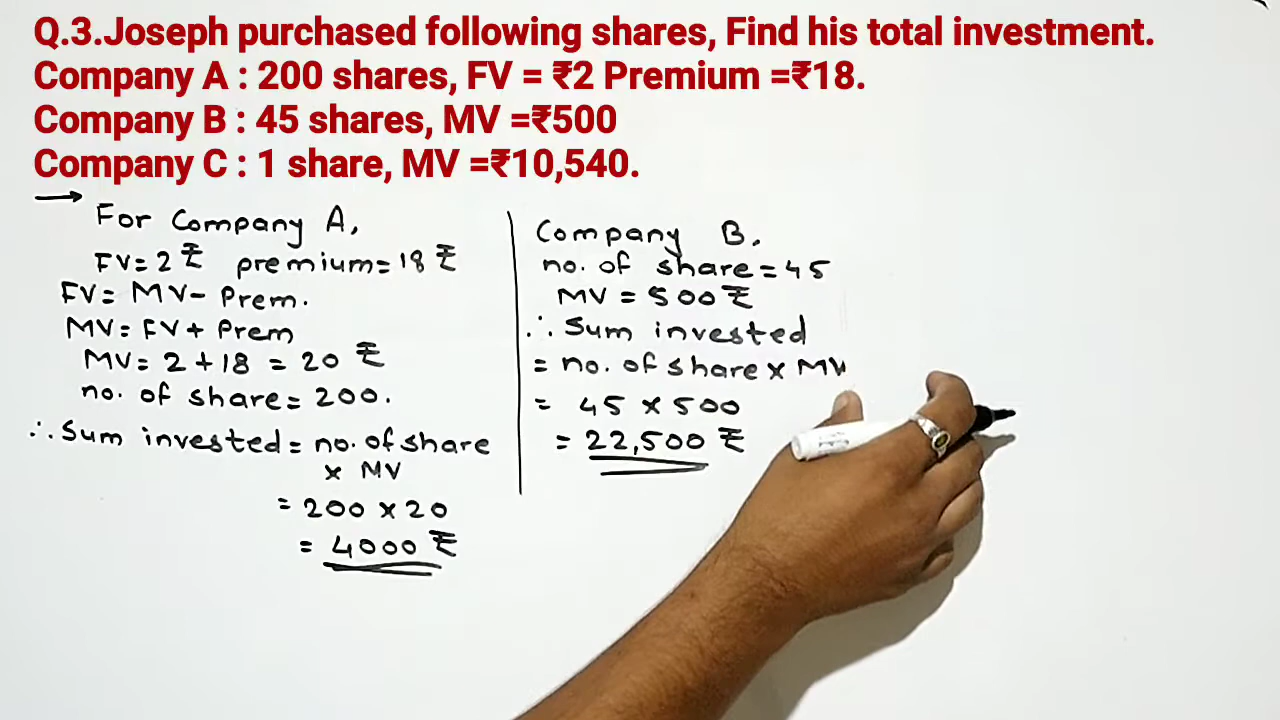 Q.3.Joseph purchased following shares, Find his total investment.
Company A : 200 shares, FV = ₹2 Premium =₹18.
Company B : 45 shares, MV =₹500
Company C : 1 share, MV =₹10,540.
For Company A,
FV=2₹ premium=18₹
FV= MV- Prem.
MV= FV+ Prem
MV= 2+18 = 20 ₹
no. of share= 200.
∴ Sum invested = no. of share
× MV
= 200 × 20
= 4000 ₹
Company B.
no. of share=45
MV = 500 ₹
∴ Sum invested
= no. of share × MV
= 45 × 500
= 22,500 ₹